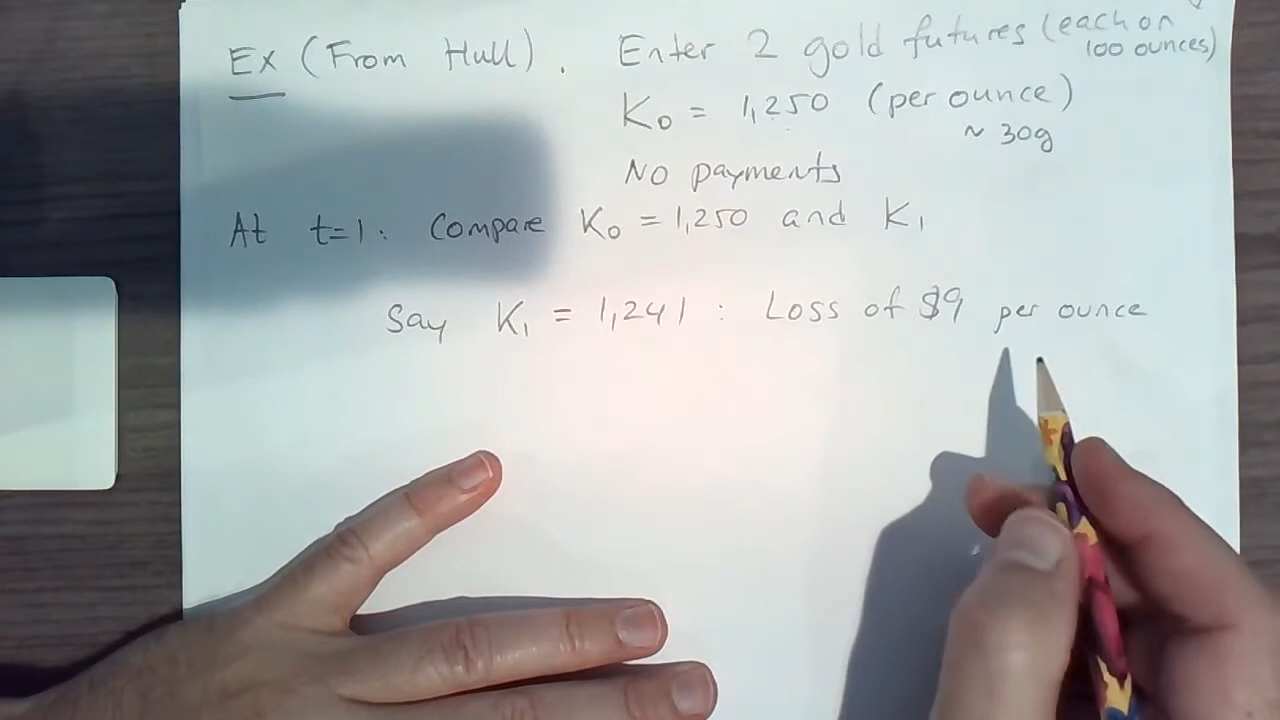 Ex (From Hull). Enter 2 gold futures (each on
100 ounces)
K0 = 1,250 (per ounce)
~ 30g
No payments
At t=1: Compare K0 = 1,250 and K1
Say K1 = 1,241 : Loss of $9 per ounce